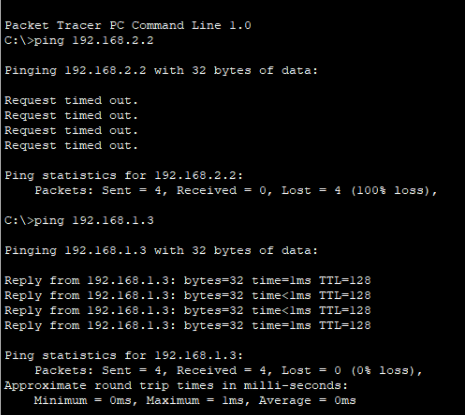 Packet Tracer PC Command Line 1.0
C:\>ping 192.168.2.2
Pinging 192.168.2.2 with 32 bytes of data:
Request timed out.
Request timed out.
Request timed out.
Request timed out.
Ping statistics for 192.168.2.2:
    Packets: Sent = 4, Received = 0, Lost = 4 (100% loss),
C:\>ping 192.168.1.3
Pinging 192.168.1.3 with 32 bytes of data:
Reply from 192.168.1.3: bytes=32 time=1ms TTL=128
Reply from 192.168.1.3: bytes=32 time<1ms TTL=128
Reply from 192.168.1.3: bytes=32 time<1ms TTL=128
Reply from 192.168.1.3: bytes=32 time=1ms TTL=128
Ping statistics for 192.168.1.3:
    Packets: Sent = 4, Received = 4, Lost = 0 (0% loss),
Approximate round trip times in milli-seconds:
    Minimum = 0ms, Maximum = 1ms, Average = 0ms